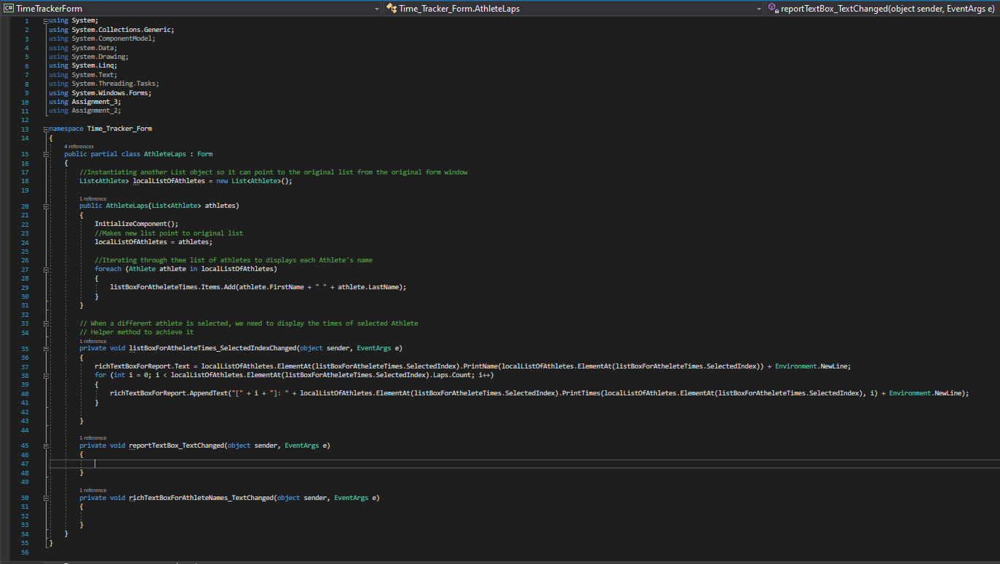 C# TimeTrackerForm Time_Tracker_Form.AthleteLaps reportTextBox_TextChanged(object sender, EventArgs e)
1 using System;
2 using System.Collections.Generic;
3 using System.ComponentModel;
4 using System.Data;
5 using System.Drawing;
6 using System.Linq;
7 using System.Text;
8 using System.Threading.Tasks;
9 using System.Windows.Forms;
10 using Assignment_3;
11 using Assignment_2;
12
13 namespace Time_Tracker_Form
14 {
4 references
15 public partial class AthleteLaps : Form
16 {
17 //Instantiating another List object so it can point to the original list from the original form window
18 List<Athlete> localListOfAthletes = new List<Athlete>();
19
1 reference
20 public AthleteLaps(List<Athlete> athletes)
21 {
22 InitializeComponent();
23 //Makes new list point to original list
24 localListOfAthletes = athletes;
25
26 //Iterating through thee list of athletes to displays each Athlete's name
27 foreach (Athlete athlete in localListOfAthletes)
28 {
29 listBoxForAtheleteTimes.Items.Add(athlete.FirstName + " " + athlete.LastName);
30 }
31 }
32
33 // When a different athlete is selected, we need to display the times of selected Athlete
34 // Helper method to achieve it
1 reference
35 private void listBoxForAtheleteTimes_SelectedIndexChanged(object sender, EventArgs e)
36 {
37 richTextBoxForReport.Text = localListOfAthletes.ElementAt(listBoxForAtheleteTimes.SelectedIndex).PrintName(localListOfAthletes.ElementAt(listBoxForAtheleteTimes.SelectedIndex)) + Environment.NewLine;
38 for (int i = 0; i < localListOfAthletes.ElementAt(listBoxForAtheleteTimes.SelectedIndex).Laps.Count; i++)
39 {
40 richTextBoxForReport.AppendText("[" + i + "]: " + localListOfAthletes.ElementAt(listBoxForAtheleteTimes.SelectedIndex).PrintTimes(localListOfAthletes.ElementAt(listBoxForAtheleteTimes.SelectedIndex), i) + Environment.NewLine);
41 }
42
43 }
44
1 reference
45 private void reportTextBox_TextChanged(object sender, EventArgs e)
46 {
47
48 }
49
1 reference
50 private void richTextBoxForAthleteNames_TextChanged(object sender, EventArgs e)
51 {
52
53 }
54 }
55 }
56